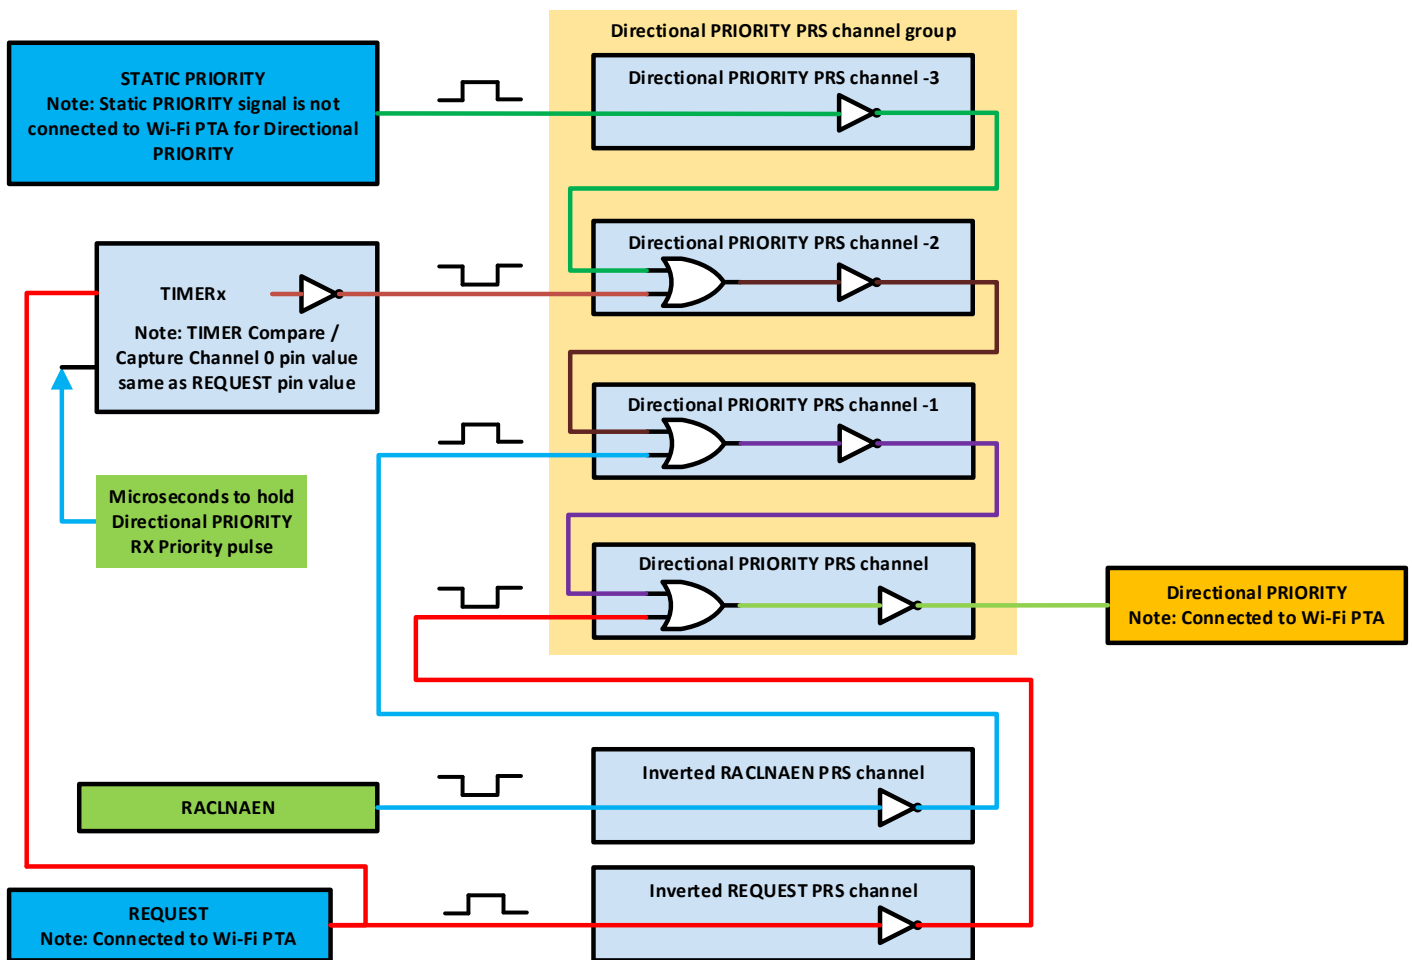 Directional PRIORITY PRS channel group
STATIC PRIORITY
Note: Static PRIORITY signal is not
connected to Wi-Fi PTA for Directional
PRIORITY
Directional PRIORITY PRS channel -3
Directional PRIORITY PRS channel -2
TIMERx
Note: TIMER Compare /
Capture Channel 0 pin value
same as REQUEST pin value
Directional PRIORITY PRS channel -1
Microseconds to hold
Directional PRIORITY
RX Priority pulse
Directional PRIORITY PRS channel
Directional PRIORITY
Note: Connected to Wi-Fi PTA
Inverted RACLNAEN PRS channel
RACLNAEN
Inverted REQUEST PRS channel
REQUEST
Note: Connected to Wi-Fi PTA